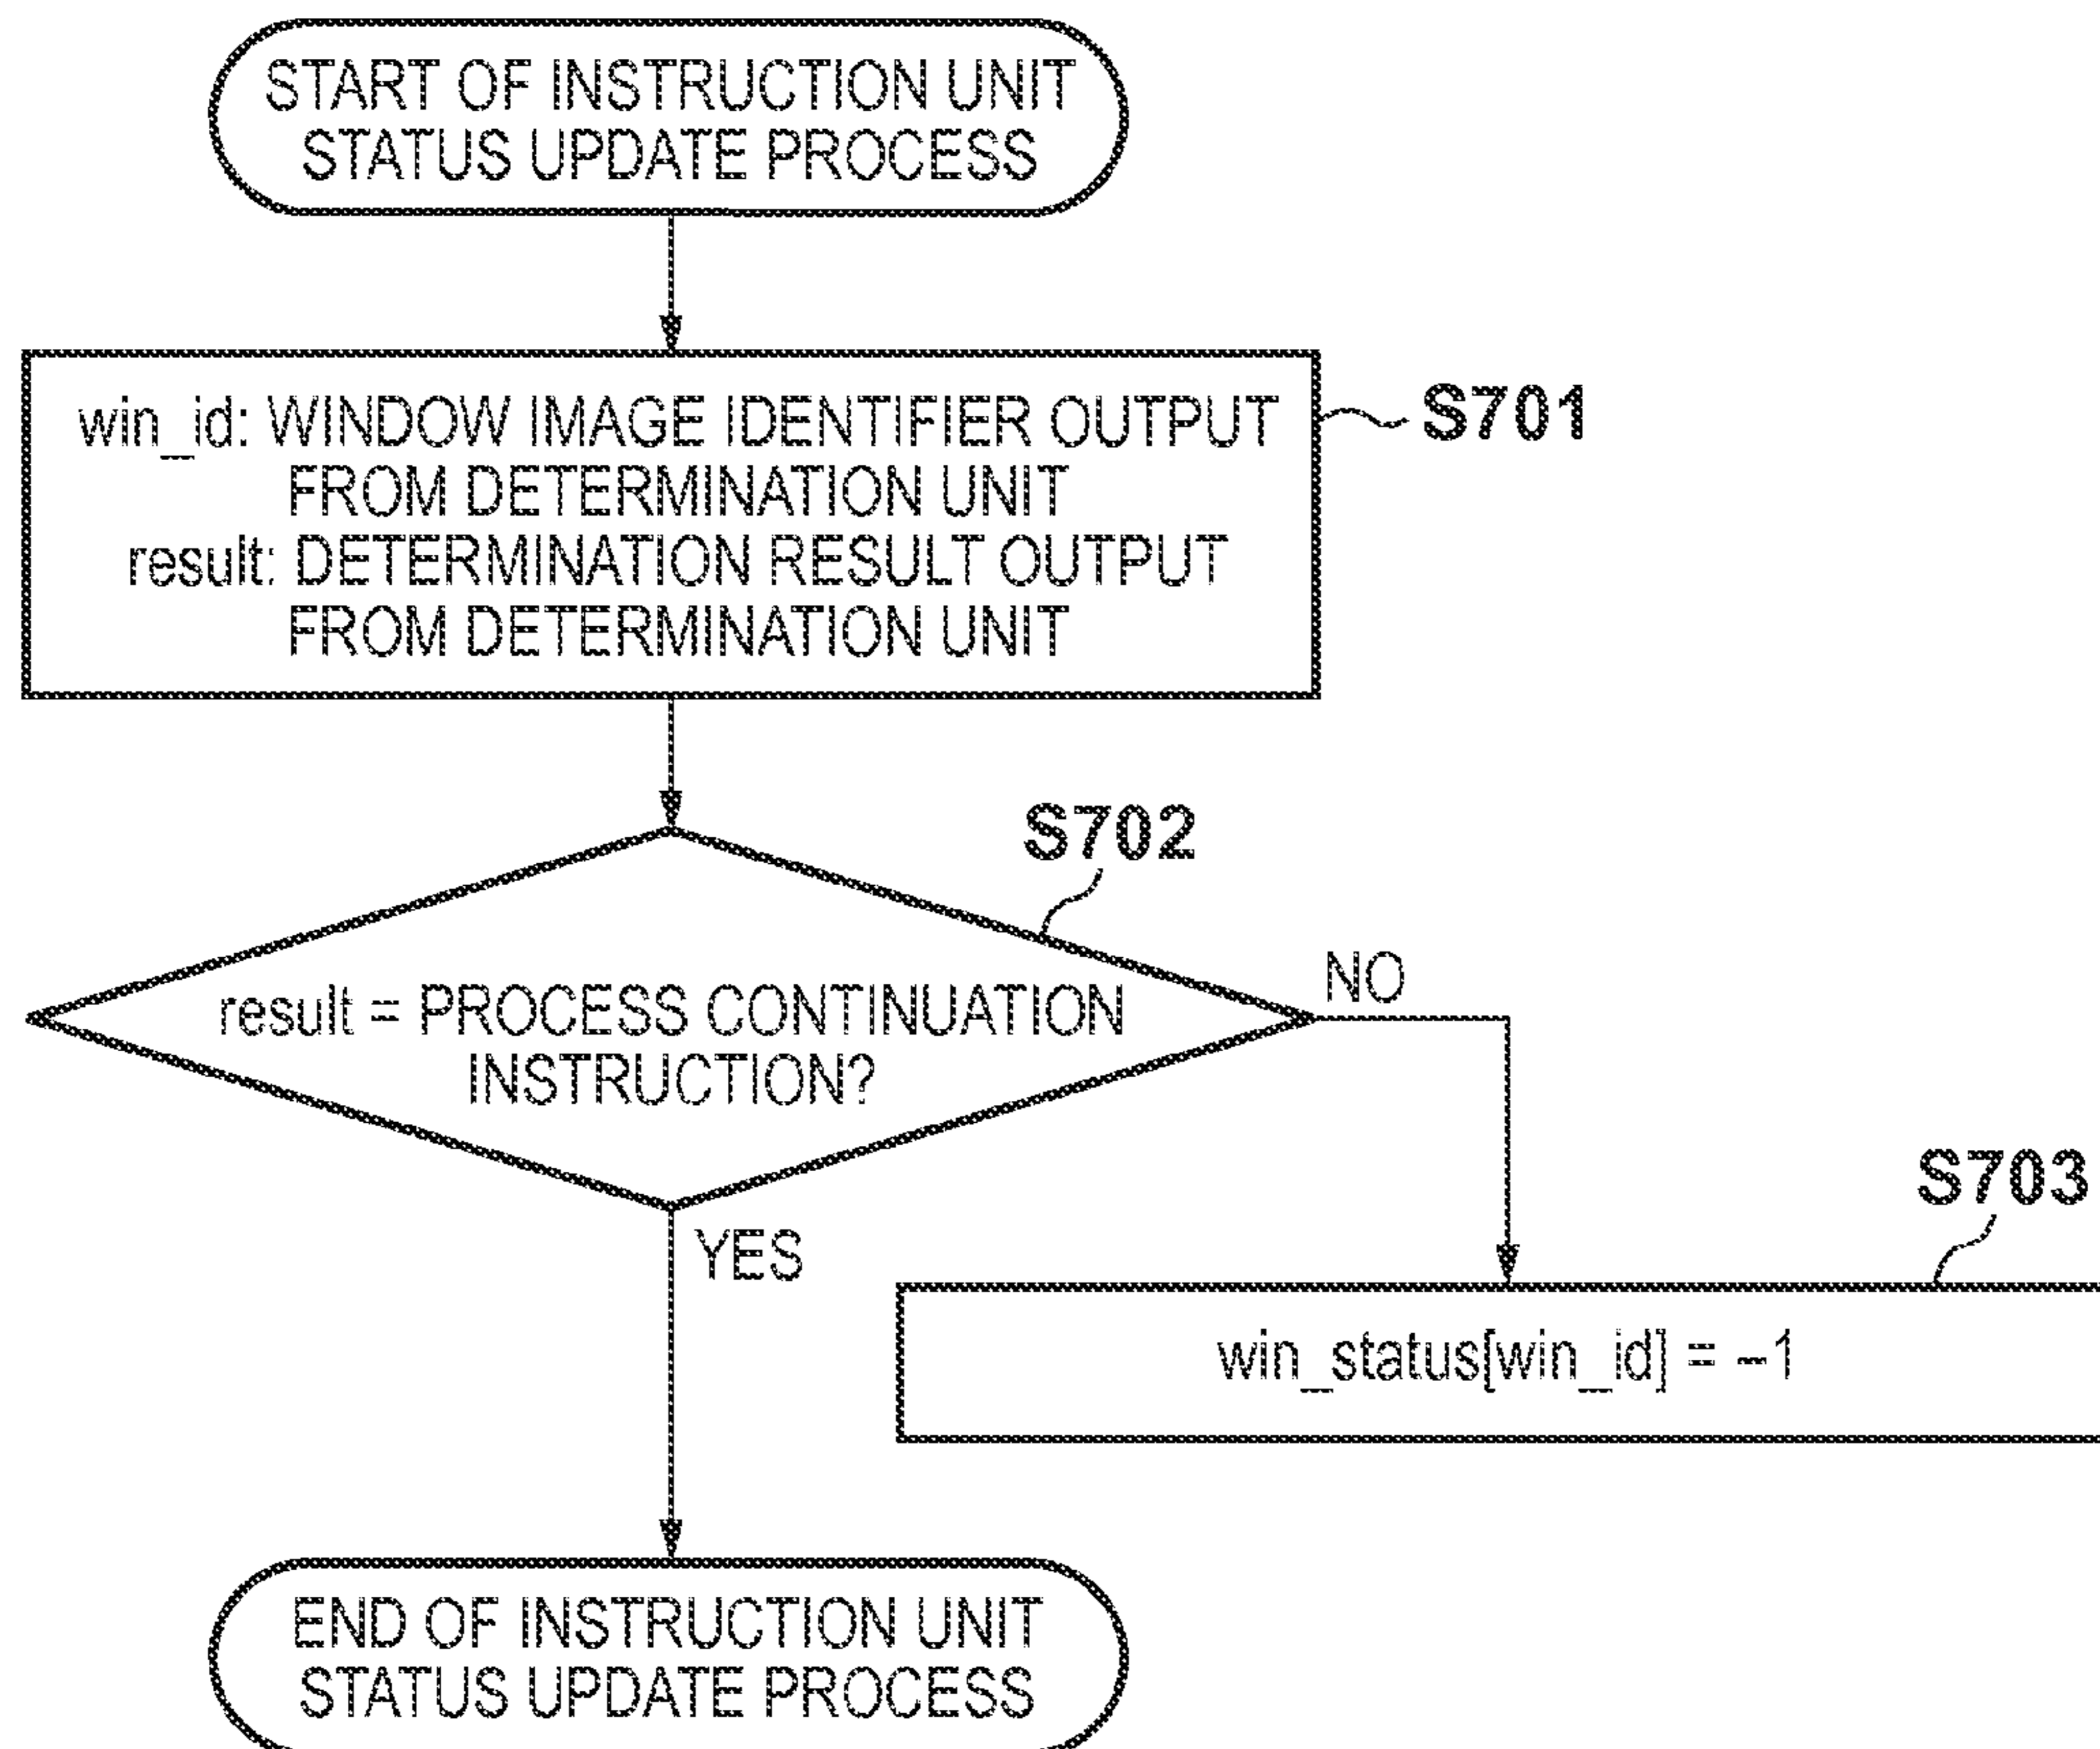 START OF INSTRUCTION UNIT
STATUS UPDATE PROCESS
win_id: WINDOW IMAGE IDENTIFIER OUTPUT
FROM DETERMINATION UNIT
result: DETERMINATION RESULT OUTPUT
FROM DETERMINATION UNIT
S701
S702
result = PROCESS CONTINUATION
INSTRUCTION?
NO
YES
S703
win_status[win_id] = –1
END OF INSTRUCTION UNIT
STATUS UPDATE PROCESS